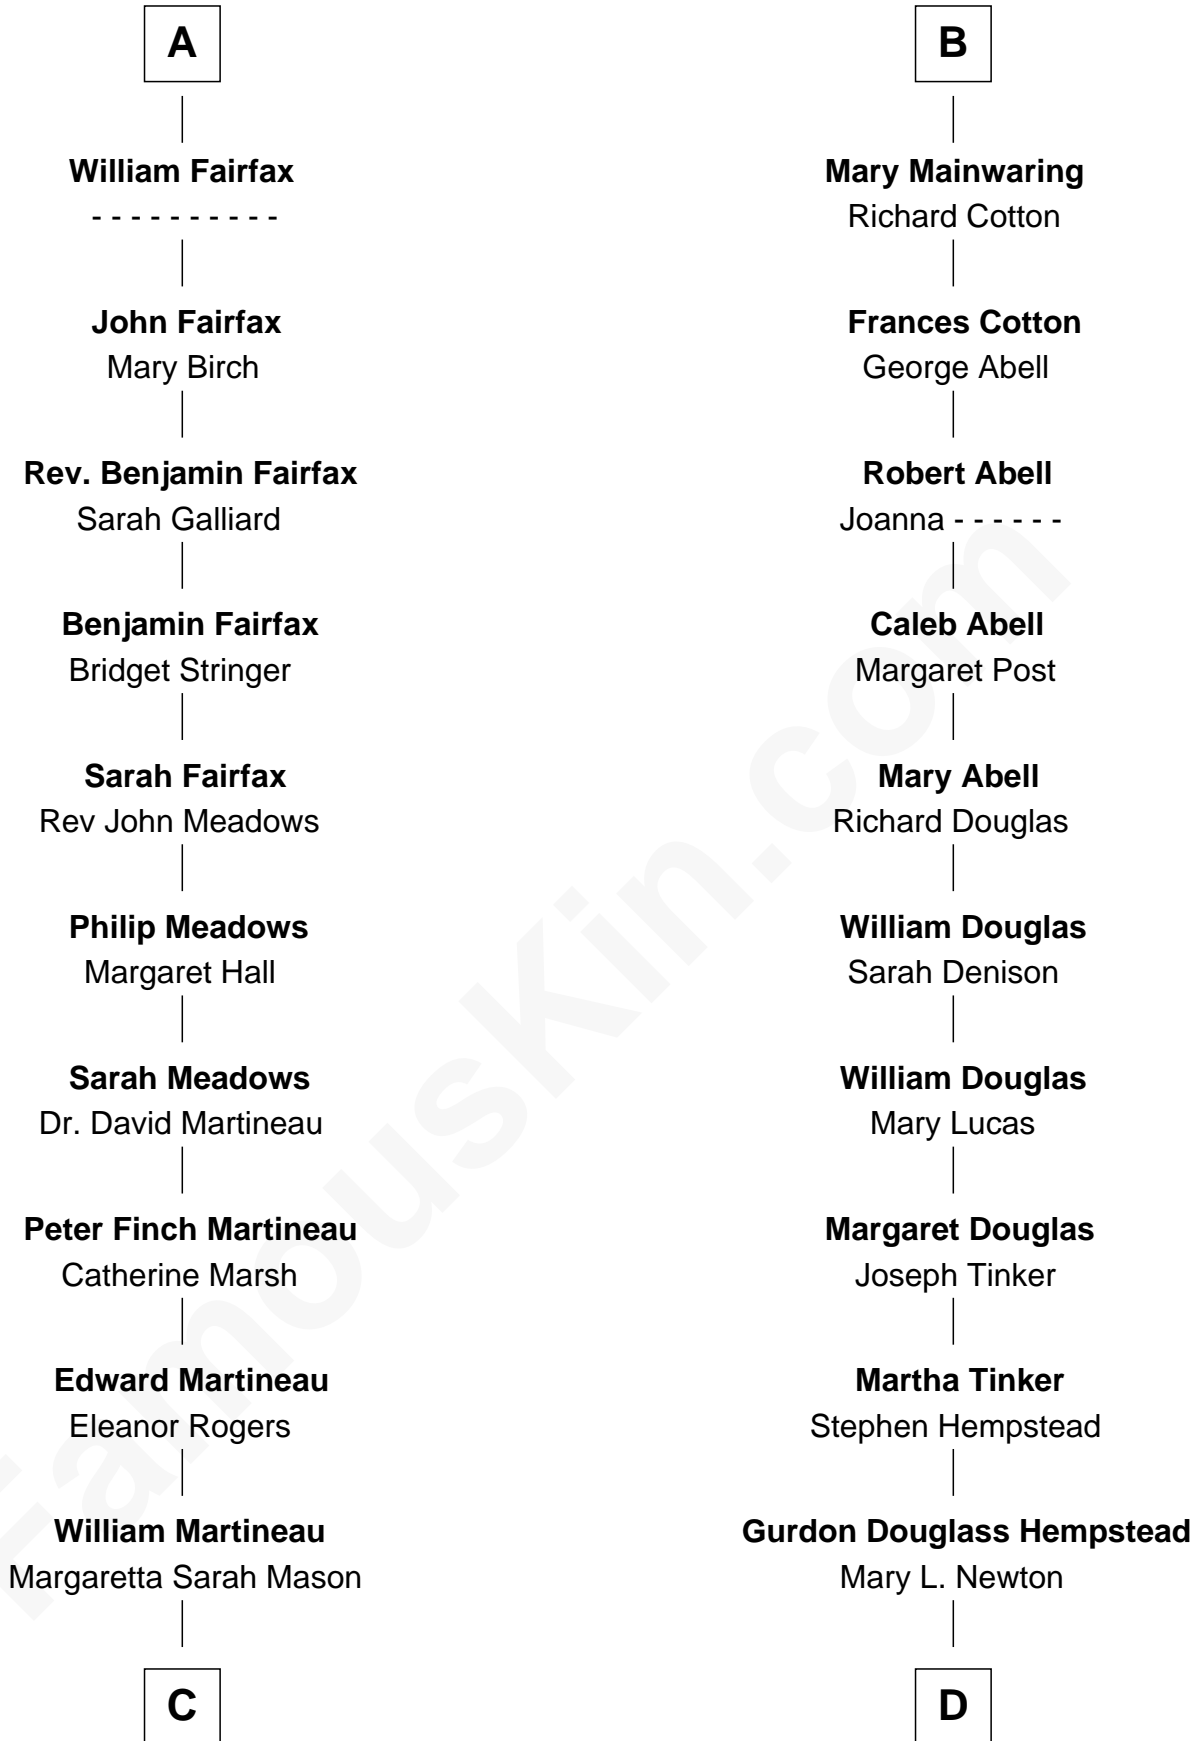 A
William Fairfax
- - - - - - - - - -
John Fairfax
Mary Birch
Rev. Benjamin Fairfax
Sarah Galliard
Benjamin Fairfax
Bridget Stringer
Sarah Fairfax
Rev John Meadows
Philip Meadows
Margaret Hall
Sarah Meadows
Dr. David Martineau
Peter Finch Martineau
Catherine Marsh
Edward Martineau
Eleanor Rogers
William Martineau
Margaretta Sarah Mason
C
B
Mary Mainwaring
Richard Cotton
Frances Cotton
George Abell
Robert Abell
Joanna - - - - - -
Caleb Abell
Margaret Post
Mary Abell
Richard Douglas
William Douglas
Sarah Denison
William Douglas
Mary Lucas
Margaret Douglas
Joseph Tinker
Martha Tinker
Stephen Hempstead
Gurdon Douglass Hempstead
Mary L. Newton
D
FamousKin.com